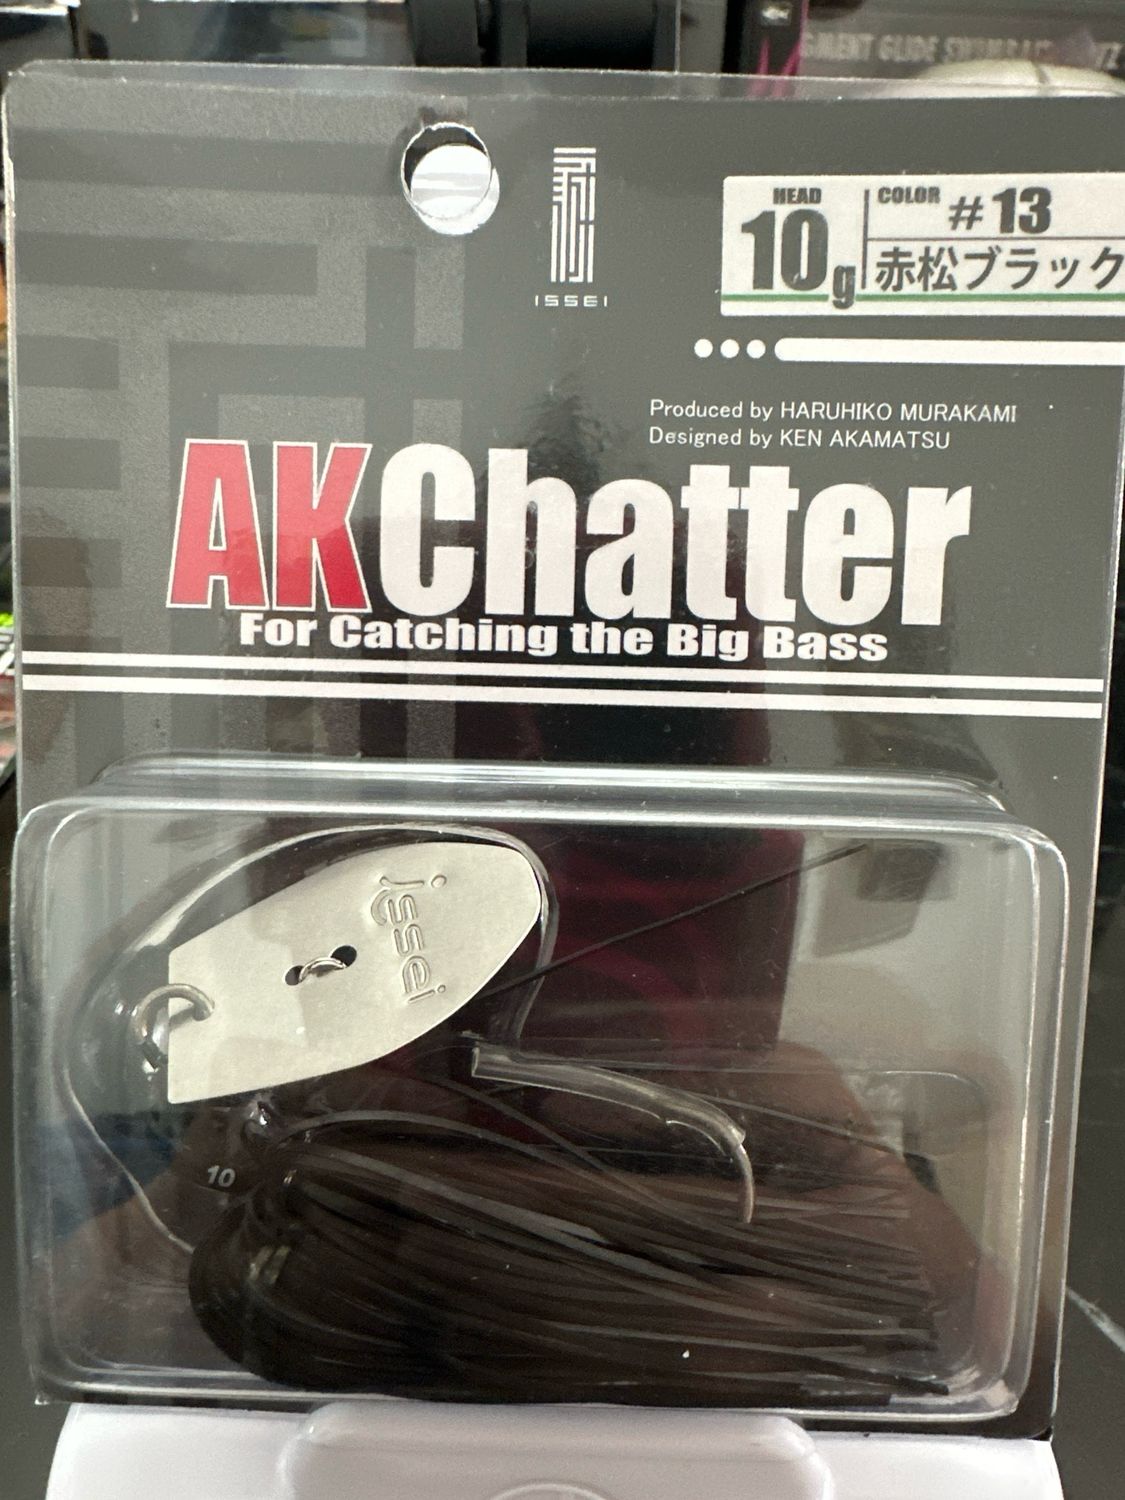 ISSEI
HEAD
10g
COLOR
#13
赤松ブラック
Produced by HARUHIKO MURAKAMI
Designed by KEN AKAMATSU
AKChatter
For Catching the Big Bass
issei
10